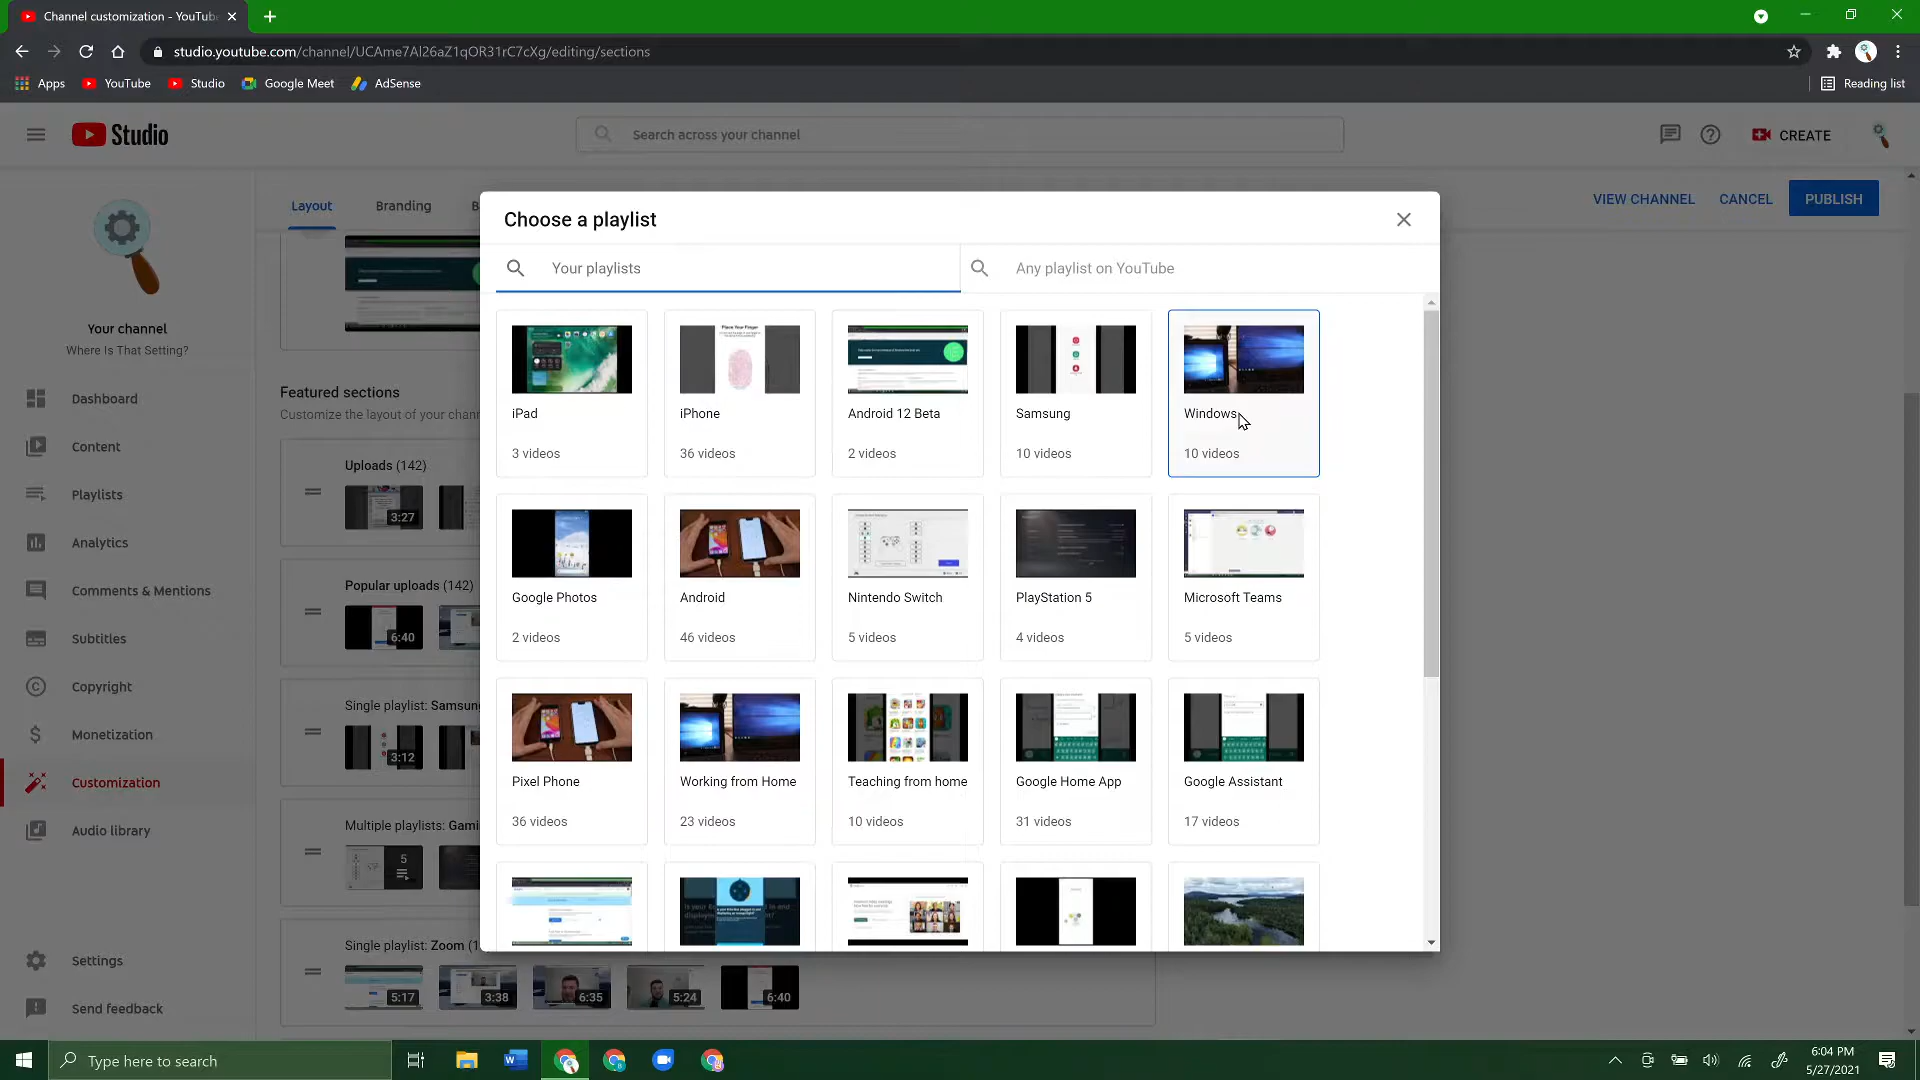 Channel customization - YouTube
studio.youtube.com/channel/UCAme7Al26aZ1qOR31rC7cXg/editing/sections
Apps YouTube Studio Google Meet AdSense Reading list
Studio Search across your channel CREATE
Layout Branding B VIEW CHANNEL CANCEL PUBLISH
Choose a playlist
Your playlists Any playlist on YouTube
Your channel
Where Is That Setting?
Dashboard
Content
Playlists
Analytics
Comments & Mentions
Subtitles
Copyright
Monetization
Customization
Audio library
Settings
Send feedback
Featured sections
Customize the layout of your chann
Uploads (142)
3:27
Popular uploads (142)
6:40
Single playlist: Samsung
3:12
Multiple playlists: Gami
5
Single playlist: Zoom (1
5:17 3:38 6:35 5:24 6:40
iPad iPhone Android 12 Beta Samsung Windows
3 videos 36 videos 2 videos 10 videos 10 videos
Place Your Finger
Google Photos Android Nintendo Switch PlayStation 5 Microsoft Teams
2 videos 46 videos 5 videos 4 videos 5 videos
Pixel Phone Working from Home Teaching from home Google Home App Google Assistant
36 videos 23 videos 10 videos 31 videos 17 videos
Type here to search
6:04 PM
5/27/2021